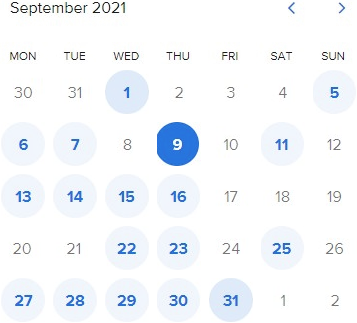 September 2021
MON TUE WED THU FRI SAT SUN
30 31 1 2 3 4 5
6 7 8 9 10 11 12
13 14 15 16 17 18 19
20 21 22 23 24 25 26
27 28 29 30 31 1 2